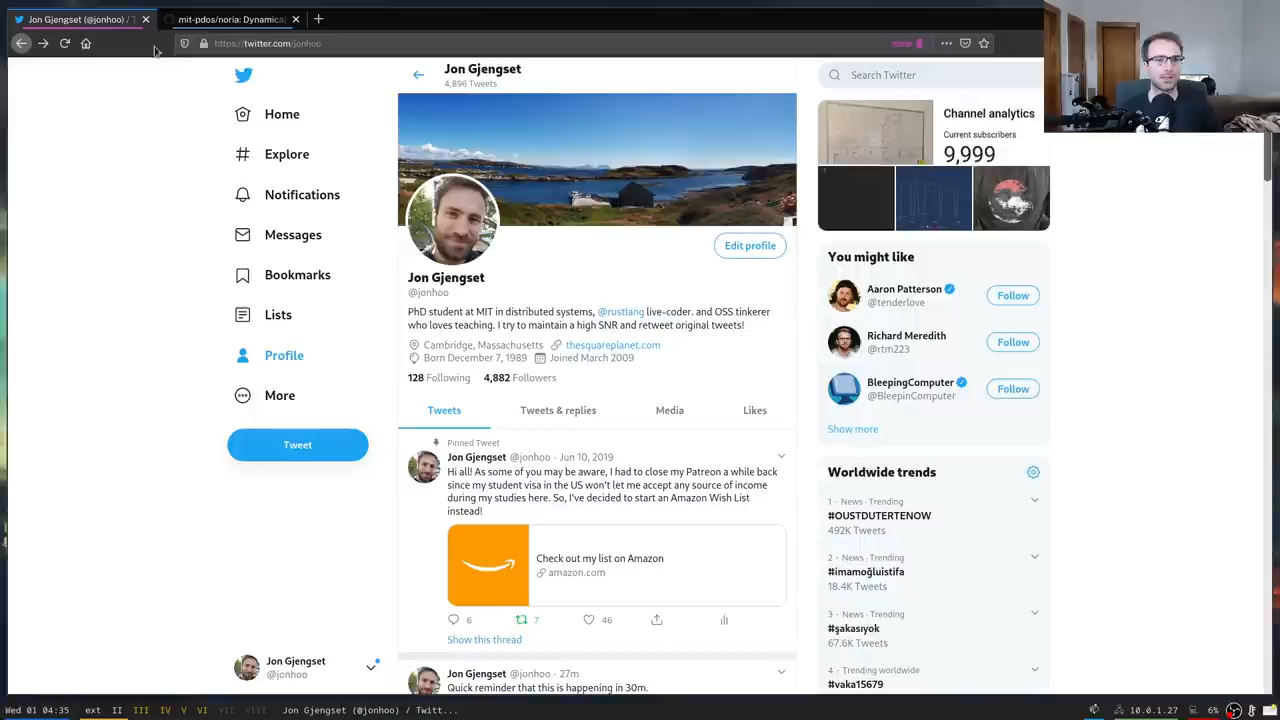 Jon Gjengset (@jonhoo) / T
mit-pdos/noria: Dynamical
https://twitter.com/jonhoo
Jon Gjengset
4,896 Tweets
Search Twitter
Home
Explore
Notifications
Messages
Bookmarks
Lists
Profile
More
Tweet
Jon Gjengset
@jonhoo
Edit profile
Jon Gjengset
@jonhoo
PhD student at MIT in distributed systems, @rustlang live-coder. and OSS tinkerer
who loves teaching. I try to maintain a high SNR and retweet original tweets!
Cambridge, Massachusetts thesquareplanet.com
Born December 7, 1989 Joined March 2009
128 Following 4,882 Followers
Tweets Tweets & replies Media Likes
Pinned Tweet
Jon Gjengset @jonhoo · Jun 10, 2019
Hi all! As some of you may be aware, I had to close my Patreon a while back
since my student visa in the US won't let me accept any source of income
during my studies here. So, I've decided to start an Amazon Wish List
instead!
Check out my list on Amazon
amazon.com
6 7 46
Show this thread
Jon Gjengset @jonhoo · 27m
Quick reminder that this is happening in 30m.
Channel analytics
Current subscribers
9,999
You might like
Aaron Patterson
@tenderlove
Follow
Richard Meredith
@rtm223
Follow
BleepingComputer
@BleepinComputer
Follow
Show more
Worldwide trends
1 · News · Trending
#OUSTDUTERTENOW
492K Tweets
2 · News · Trending
#imamoğluistifa
18.4K Tweets
3 · News · Trending
#şakasıyok
67.6K Tweets
4 · Trending worldwide
#vaka15679
Wed 01 04:35 ext II III IV V VI VII VIII Jon Gjengset (@jonhoo) / Twitt... 10.0.1.27 6%